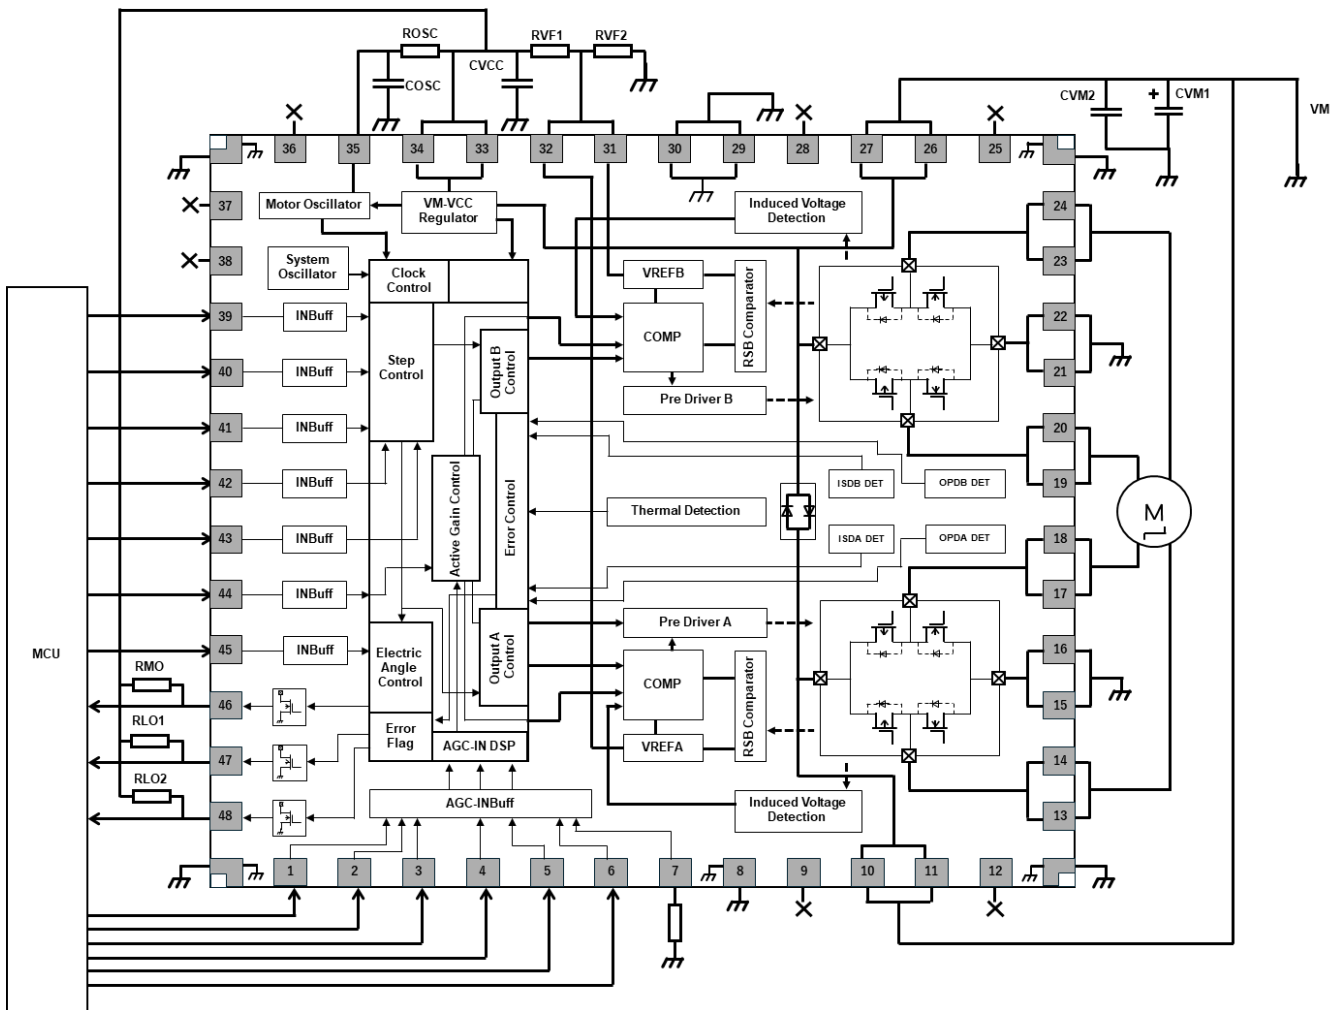 ROSC
RVF1
RVF2
COSC
CVCC
CVM2
+
CVM1
VM
36
35
34
33
32
31
30
29
28
27
26
25
37
Motor Oscillator
VM-VCC
Regulator
Induced Voltage
Detection
24
38
System
Oscillator
Clock
Control
VREFB
RSB Comparator
23
39
INBuff
COMP
22
40
INBuff
Step
Control
Output B
Control
Pre Driver B
21
41
INBuff
20
42
INBuff
Active Gain Control
Error Control
ISDB DET
OPDB DET
19
Thermal Detection
M
43
INBuff
ISDA DET
OPDA DET
18
44
INBuff
17
Pre Driver A
MCU
45
INBuff
Electric
Angle
Control
Output A
Control
COMP
RSB Comparator
16
RMO
46
15
RLO1
Error
Flag
AGC-IN DSP
VREFA
47
14
RLO2
48
AGC-INBuff
Induced Voltage
Detection
13
1
2
3
4
5
6
7
8
9
10
11
12